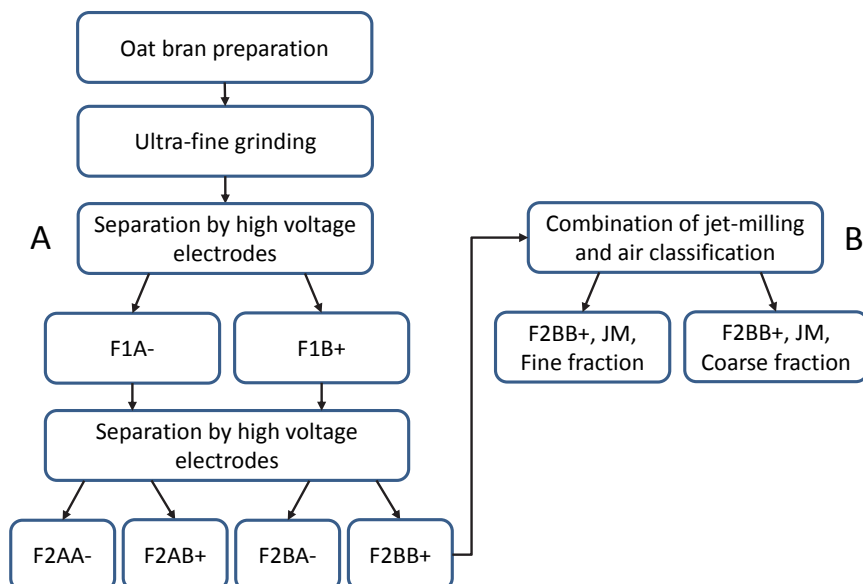 Oat bran preparation
Ultra-fine grinding
A
Separation by high voltage
electrodes
F1A-
F1B+
Separation by high voltage
electrodes
F2AA-
F2AB+
F2BA-
F2BB+
Combination of jet-milling
and air classification
B
F2BB+, JM,
Fine fraction
F2BB+, JM,
Coarse fraction